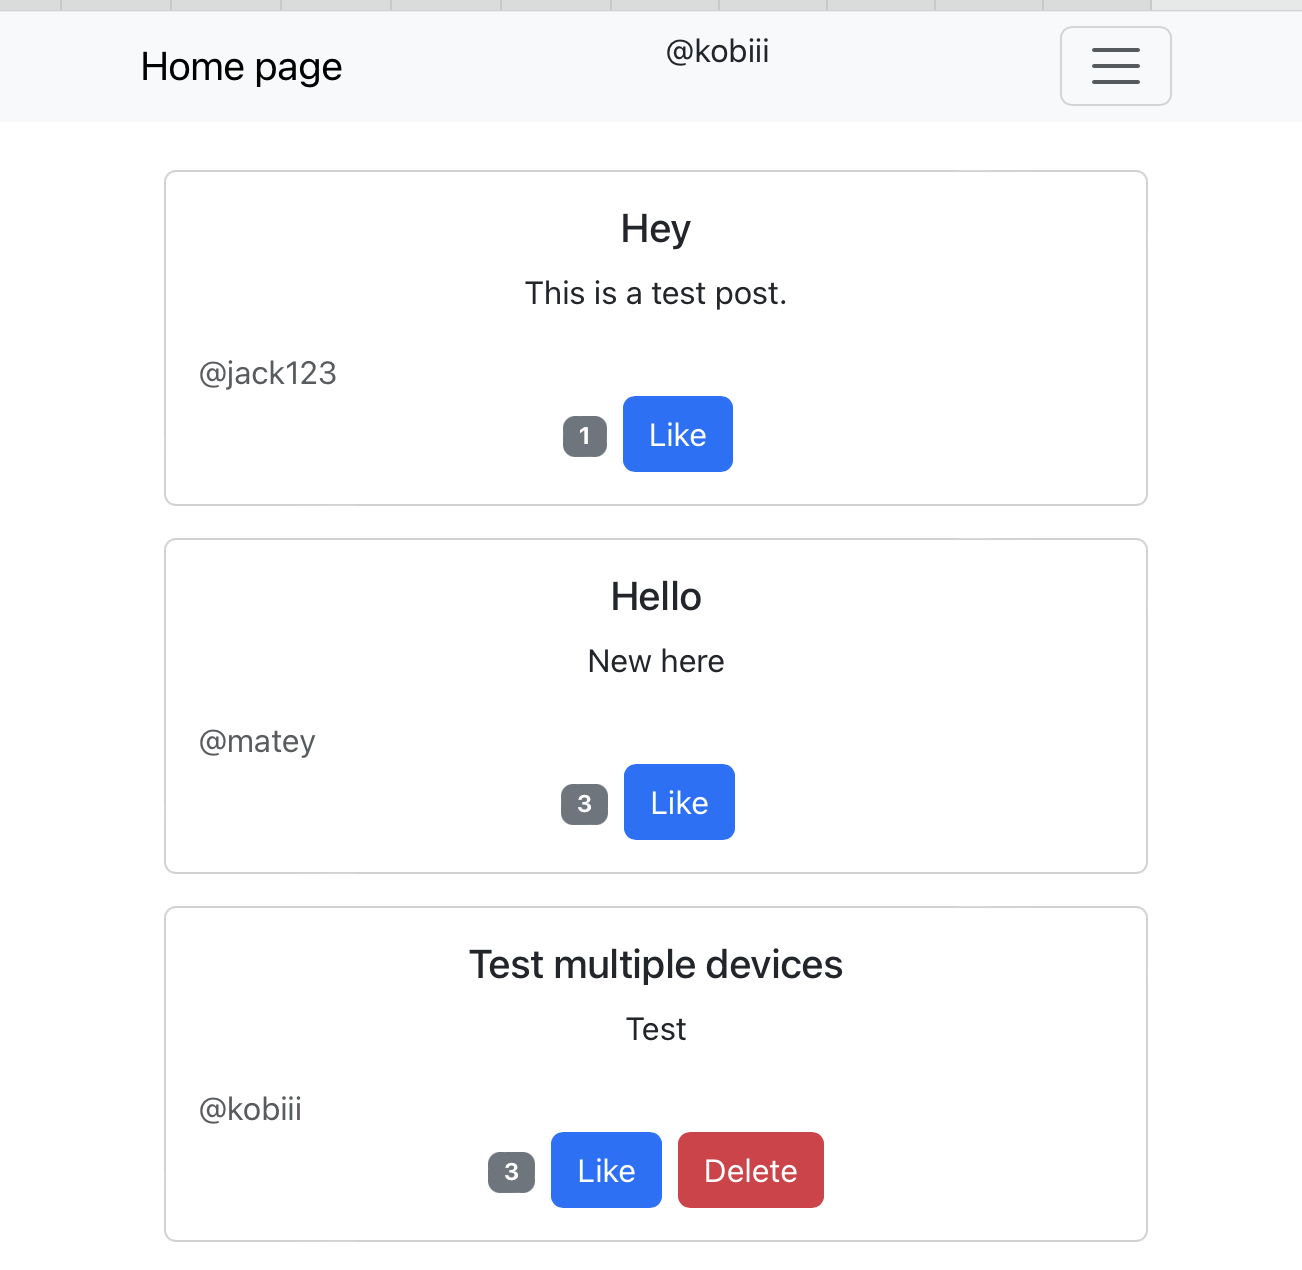 Home page
@kobiii
Hey
This is a test post.
@jack123
1 Like
Hello
New here
@matey
3 Like
Test multiple devices
Test
@kobiii
3 Like Delete